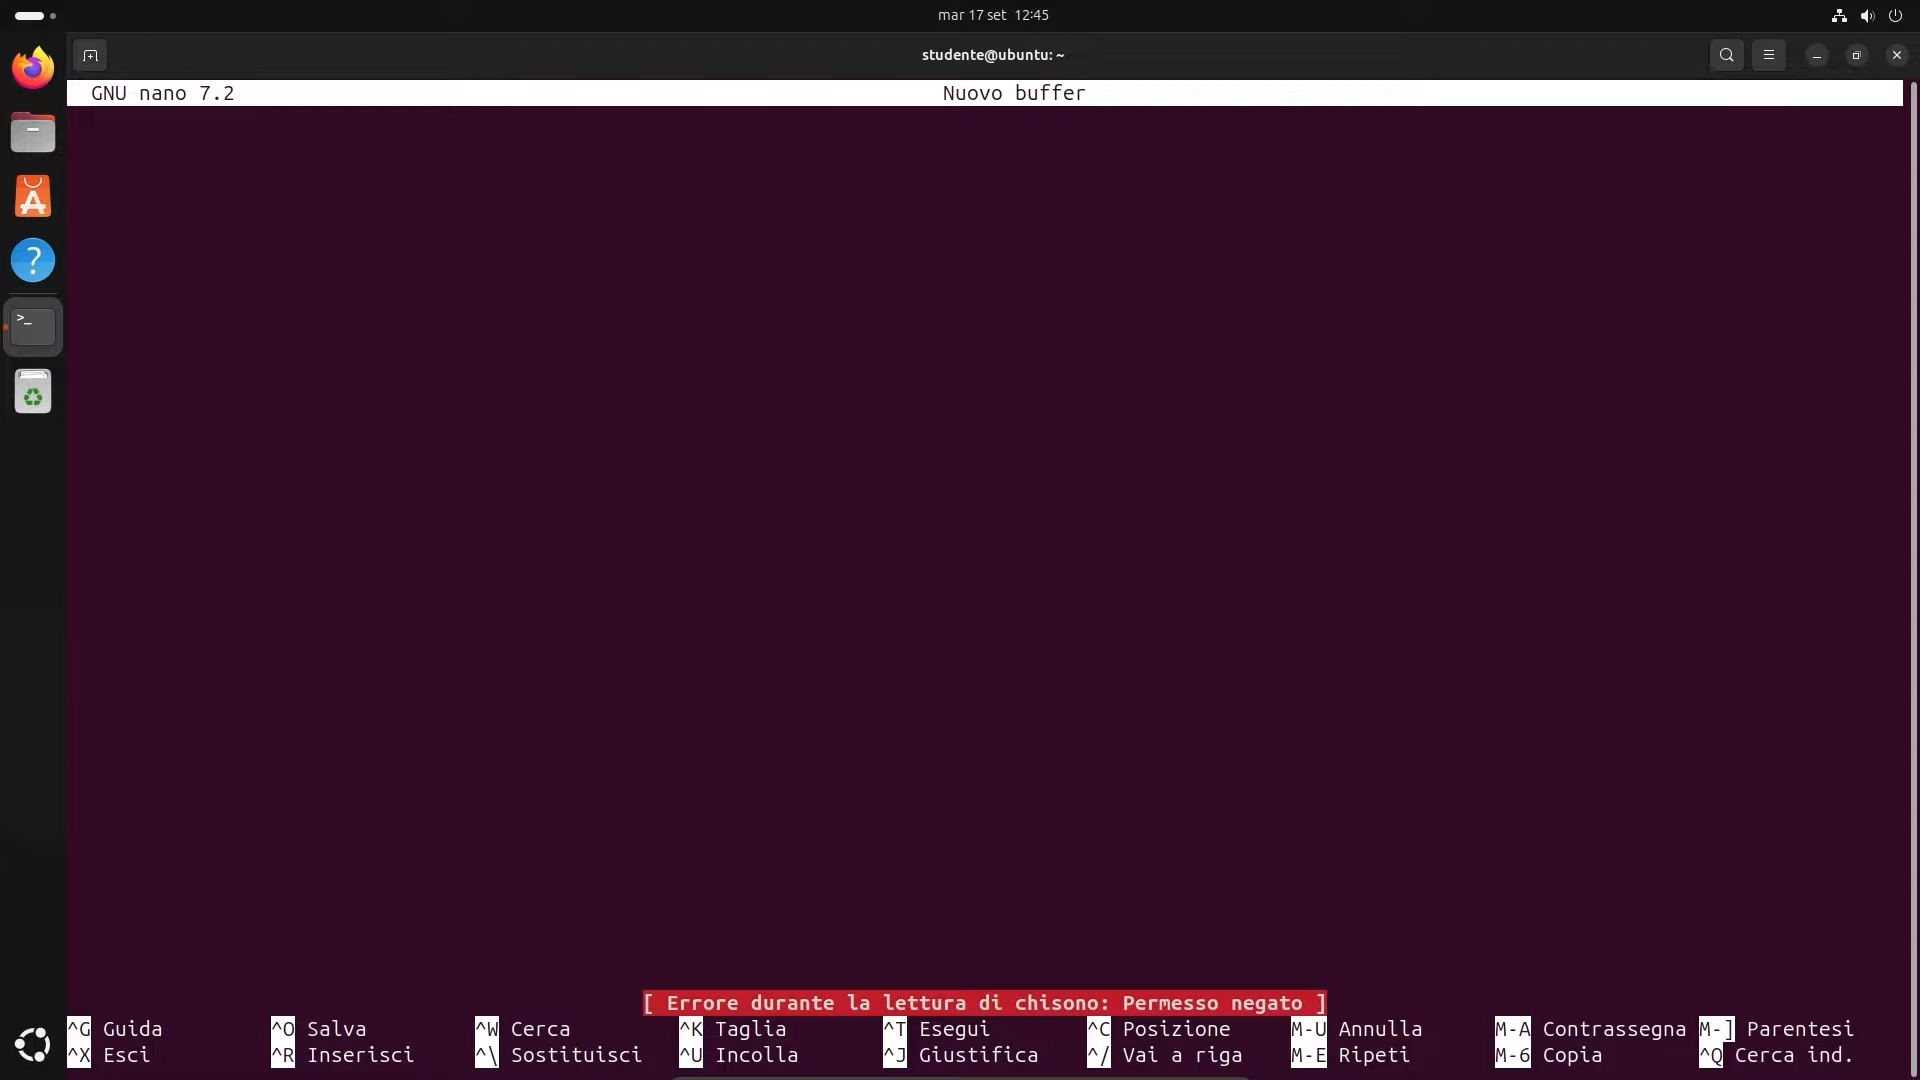 mar 17 set 12:45
studente@ubuntu: ~
GNU nano 7.2 Nuovo buffer
[ Errore durante la lettura di chisono: Permesso negato ]
^G Guida ^O Salva ^W Cerca ^K Taglia ^T Esegui ^C Posizione M-U Annulla M-A Contrassegna M-] Parentesi
^X Esci ^R Inserisci ^\ Sostituisci ^U Incolla ^J Giustifica ^/ Vai a riga M-E Ripeti M-6 Copia ^Q Cerca ind.